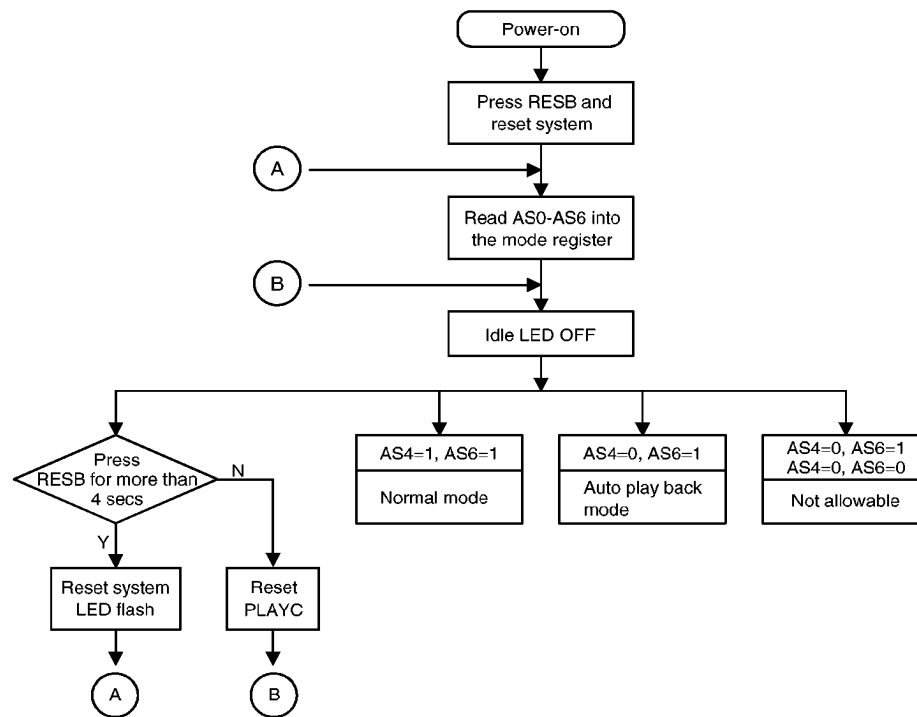 Power-on
Press RESB and
reset system
A
Read AS0-AS6 into
the mode register
B
Idle LED OFF
Press
RESB for more than
4 secs
N
Y
AS4=1, AS6=1
Normal mode
AS4=0, AS6=1
Auto play back
mode
AS4=0, AS6=1
AS4=0, AS6=0
Not allowable
Reset system
LED flash
Reset
PLAYC
A
B